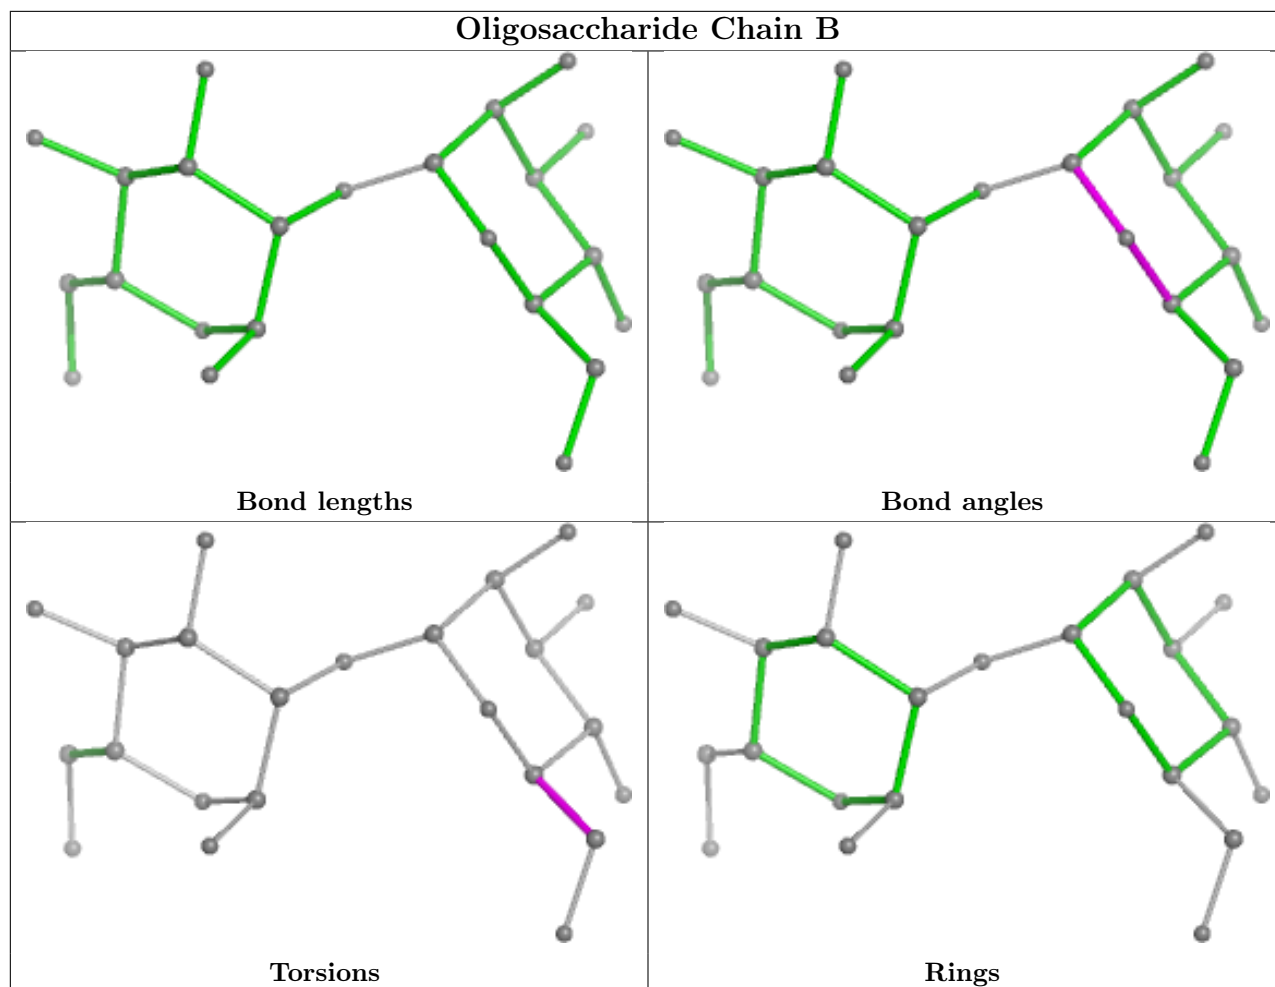 Oligosaccharide Chain B
Bond lengths
Bond angles
Torsions
Rings